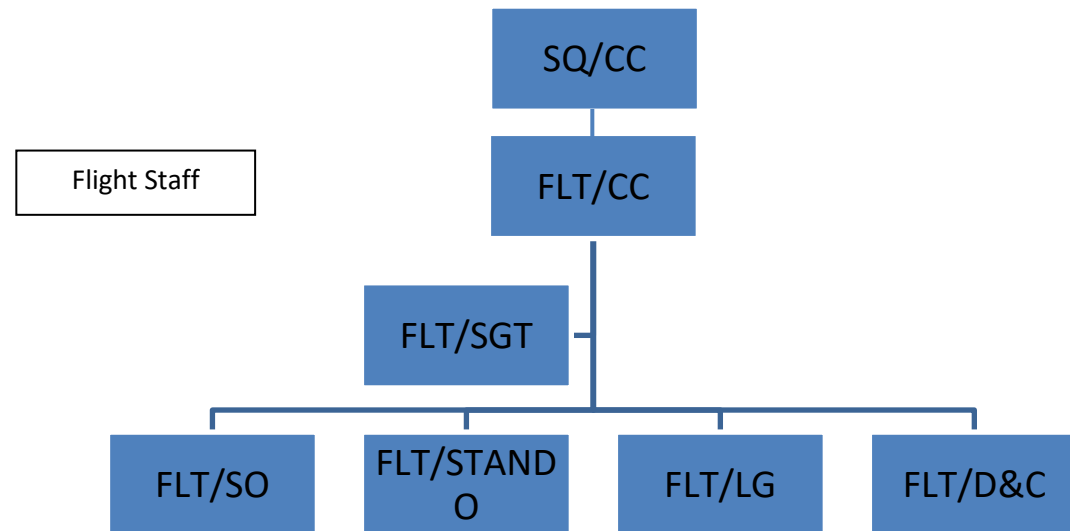 SQ/CC
Flight Staff
FLT/CC
FLT/SGT
FLT/SO
FLT/STAND
O
FLT/LG
FLT/D&C